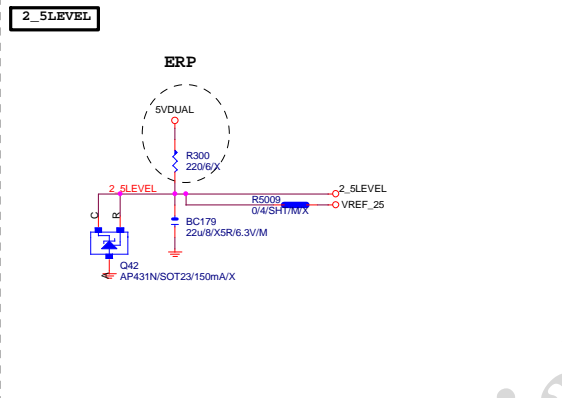 2_5LEVEL
ERP
5VDUAL
R300
220/6/X
2_5LEVEL
R5009
0/4/SHT/M/X
2_5LEVEL
VREF_25
C
R
BC179
22u/8/X5R/6.3V/M
Q42
A
AP431N/SOT23/150mA/X